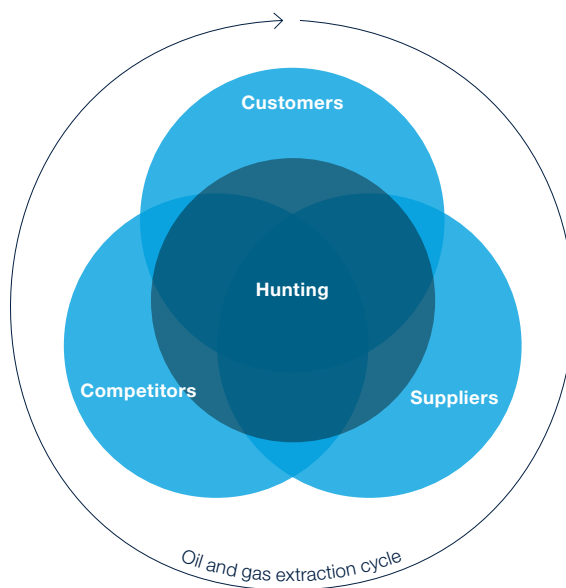 Customers
Hunting
Competitors
Suppliers
Oil and gas extraction cycle